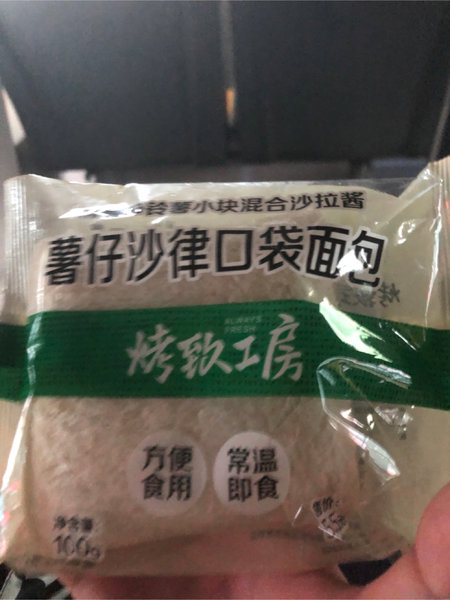 铃薯小块混合沙拉酱
薯仔沙律口袋面包
ALWAYS
FRESH
烤致工房
方便
食用
常温
即食
净含量
100g